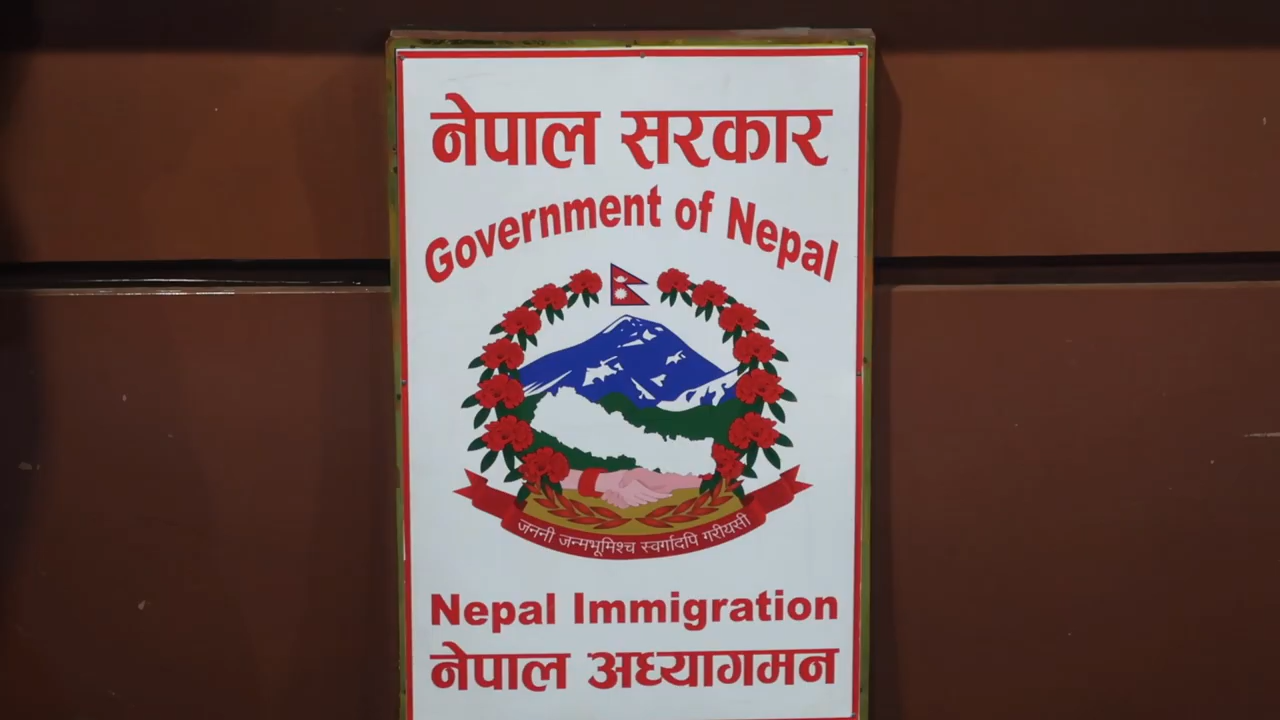 नेपाल सरकार
Government of Nepal
जननी जन्मभूमिश्च स्वर्गादपि गरीयसी
Nepal Immigration
नेपाल अध्यागमन